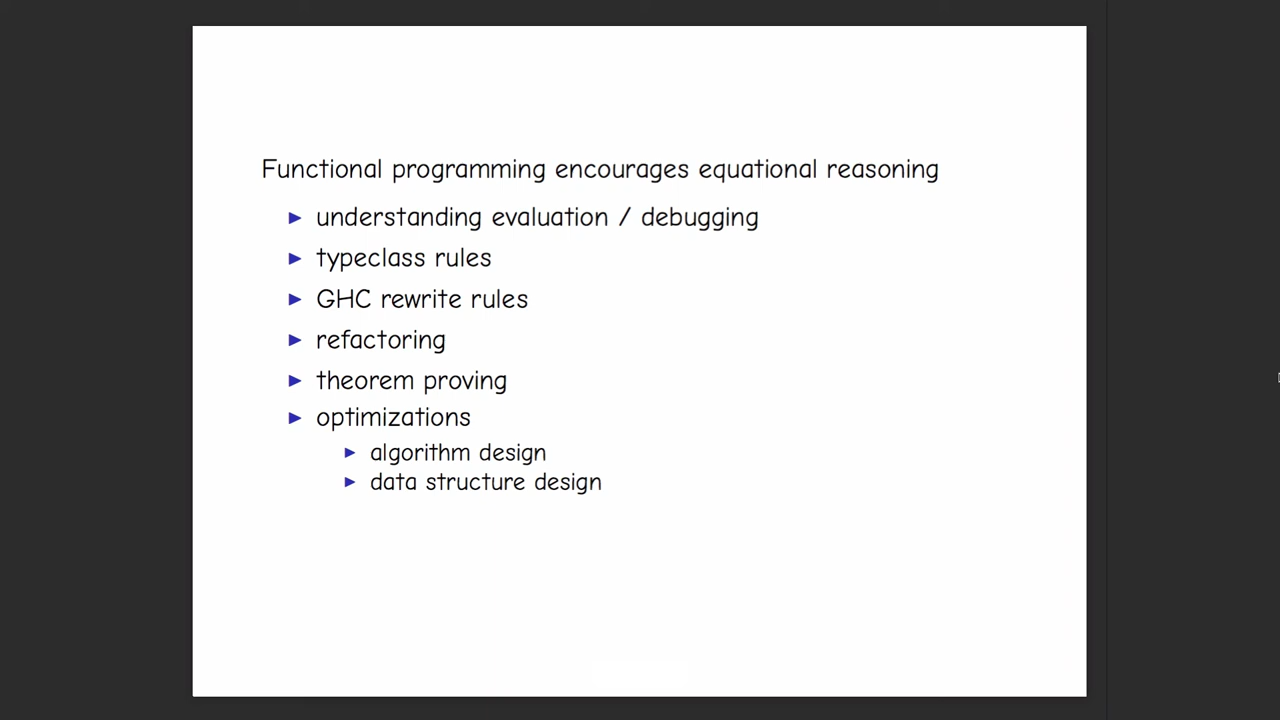 Functional programming encourages equational reasoning
▶ understanding evaluation / debugging
▶ typeclass rules
▶ GHC rewrite rules
▶ refactoring
▶ theorem proving
▶ optimizations
▶ algorithm design
▶ data structure design